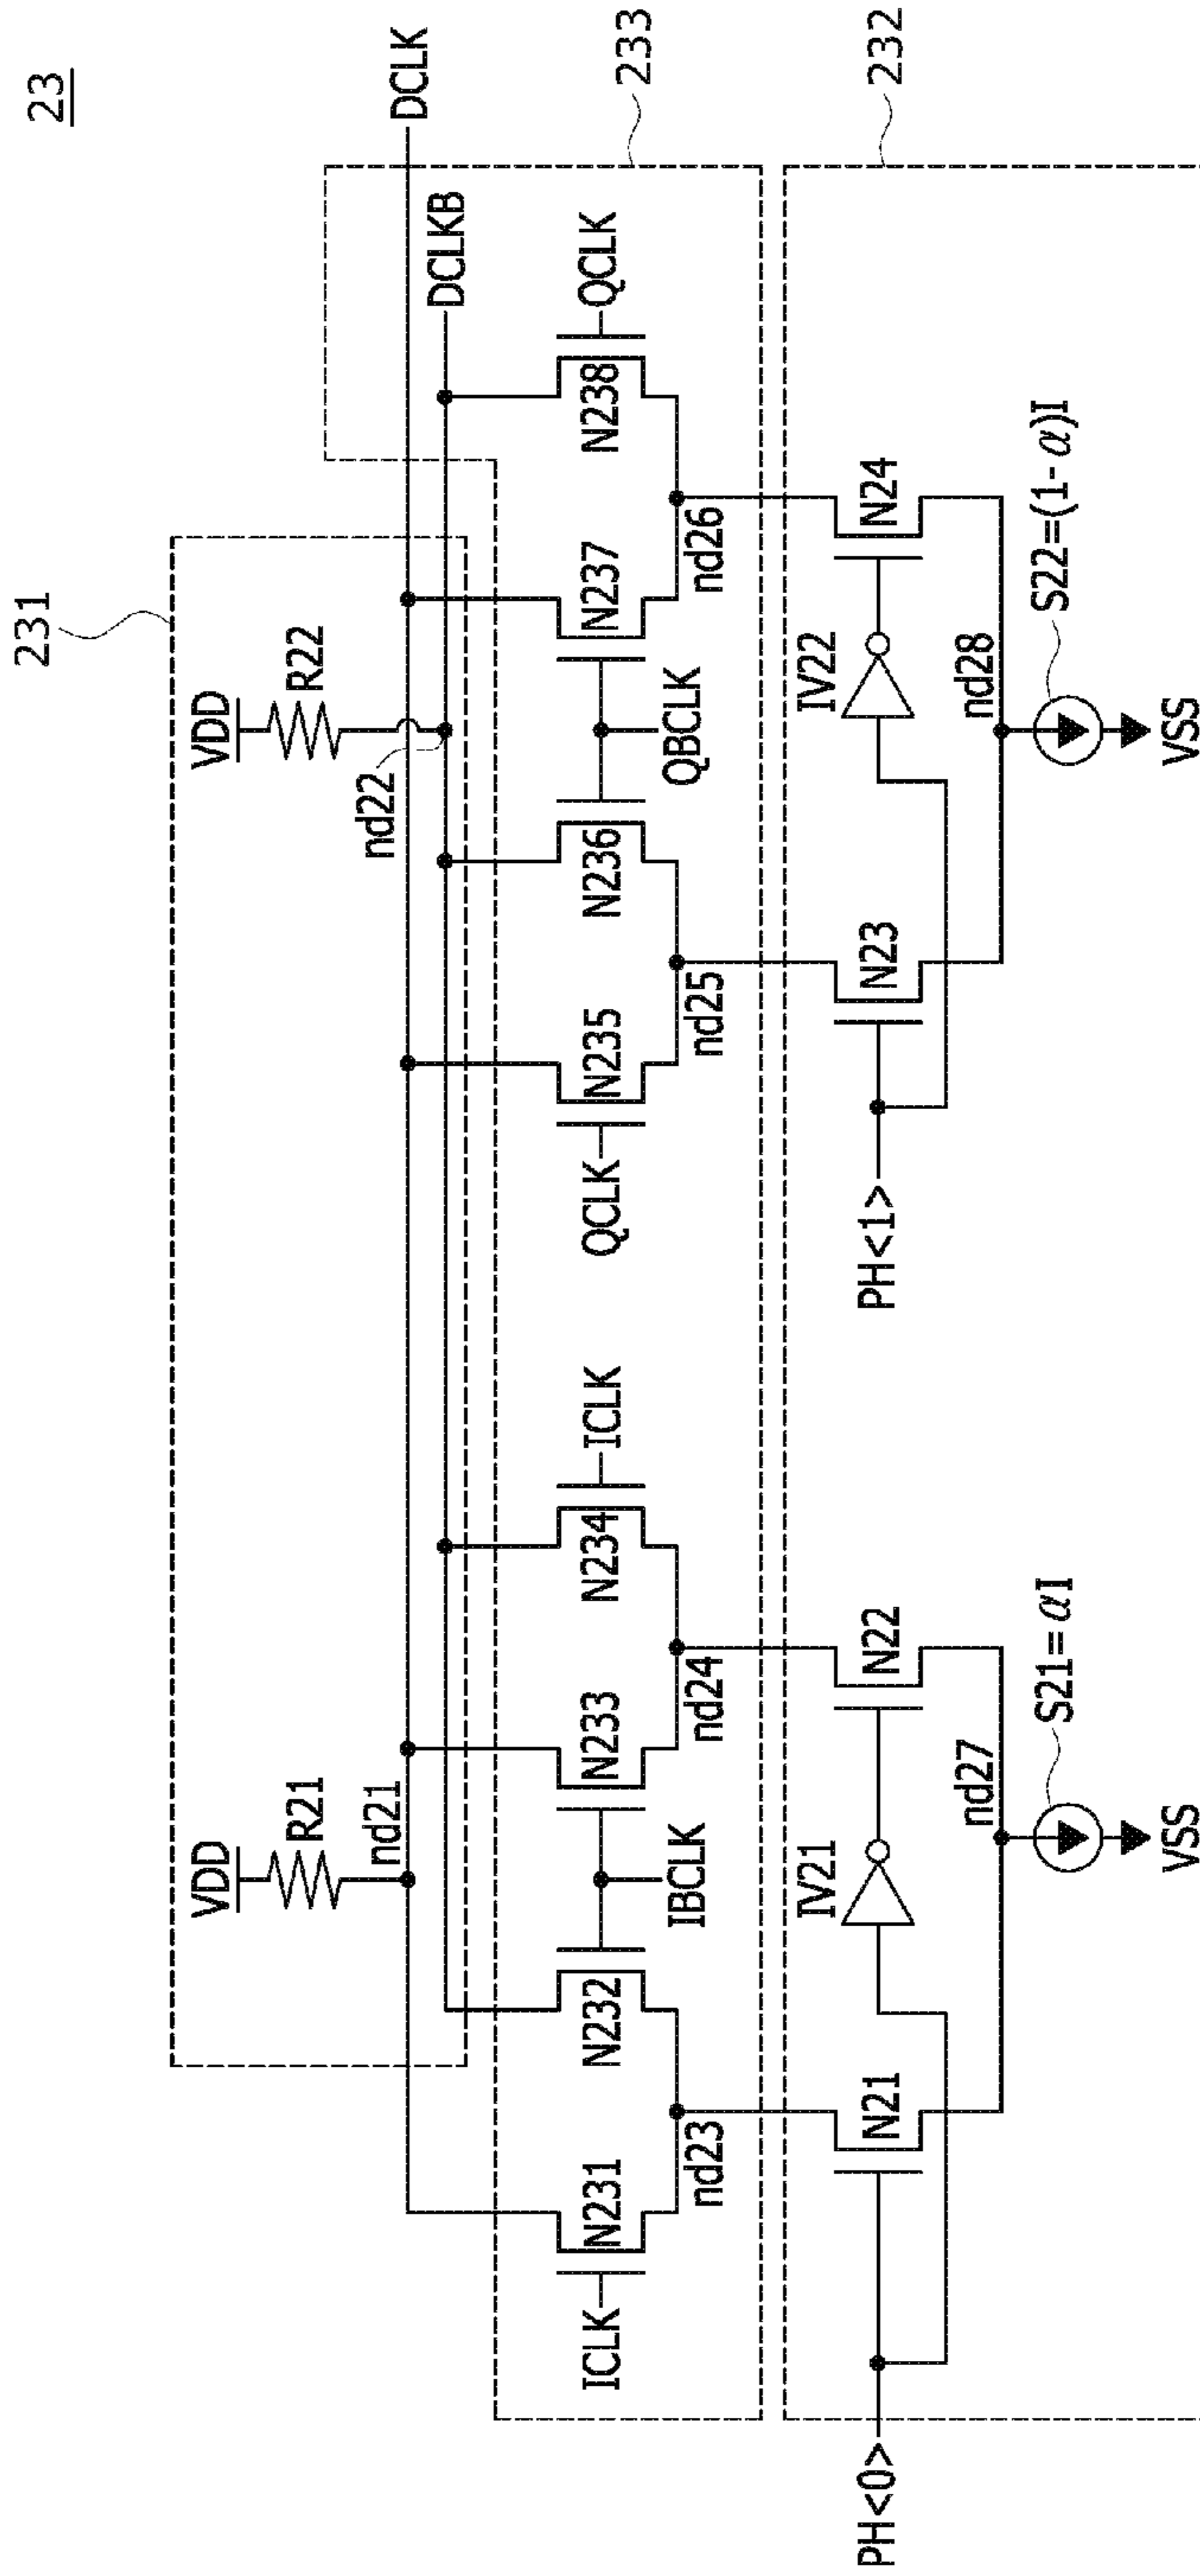 23
231
VDD
VDD
R21
R22
nd21
nd22
DCLK
DCLKB
ICLK
N231
N232
IBCLK
N233
N234
ICLK
QCLK
N235
N236
QBCLK
N237
N238
QCLK
233
nd23
nd24
nd25
nd26
PH<0>
N21
IV21
N22
PH<1>
N23
IV22
N24
232
nd27
nd28
S21=αI
S22=(1-α)I
VSS
VSS